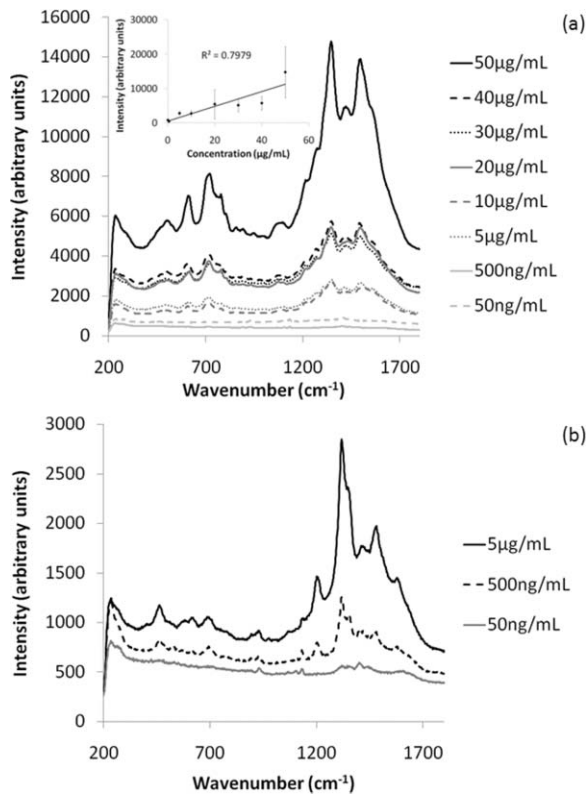 (a)
16000
14000
12000
10000
8000
6000
4000
2000
0
Intensity (arbitrary units)
200
700
1200
1700
Wavenumber (cm⁻¹)
30000
20000
10000
0
Intensity (arbitrary units)
R² = 0.7979
0
20
40
60
Concentration (µg/mL)
50µg/mL
40µg/mL
30µg/mL
20µg/mL
10µg/mL
5µg/mL
500ng/mL
50ng/mL
(b)
3000
2500
2000
1500
1000
500
0
Intensity (arbitrary units)
200
700
1200
1700
Wavenumber (cm⁻¹)
5µg/mL
500ng/mL
50ng/mL